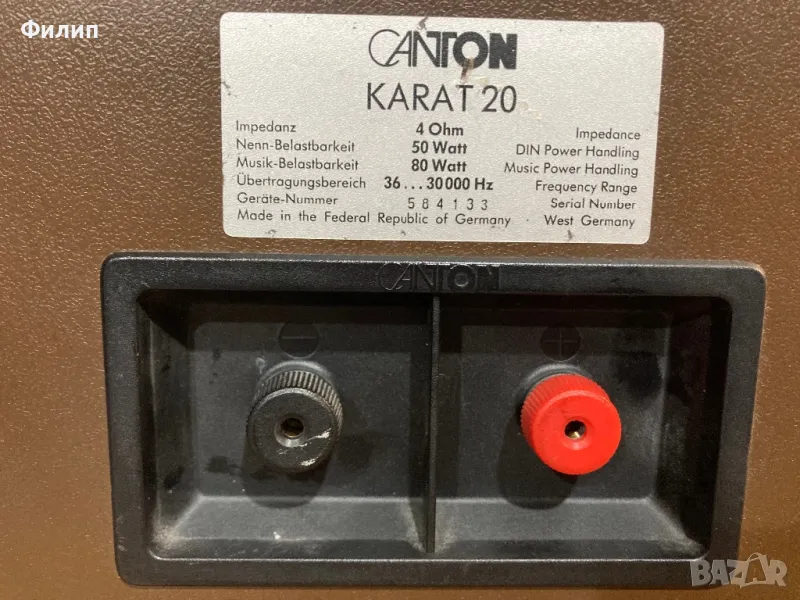 Филип
CANTON
KARAT 20
Impedanz 4 Ohm Impedance
Nenn-Belastbarkeit 50 Watt DIN Power Handling
Musik-Belastbarkeit 80 Watt Music Power Handling
Übertragungsbereich 36...30000 Hz Frequency Range
Geräte-Nummer 584133 Serial Number
Made in the Federal Republic of Germany West Germany
CANTON
− +
BAZAR